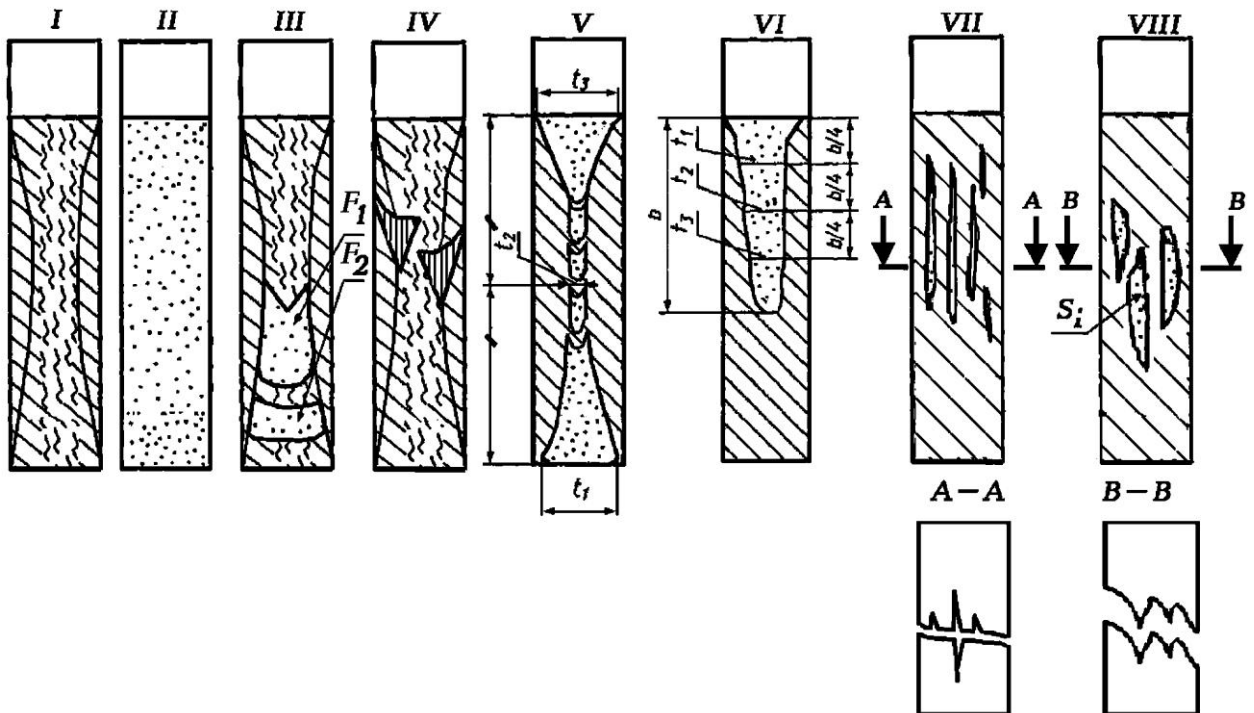 I II III IV V VI VII VIII
t₃
F₁
F₂
t₂
t₁
b
t₁
t₂
t₃
b/4
b/4
b/4
A A
B B
Sᵢ
A–A B–B